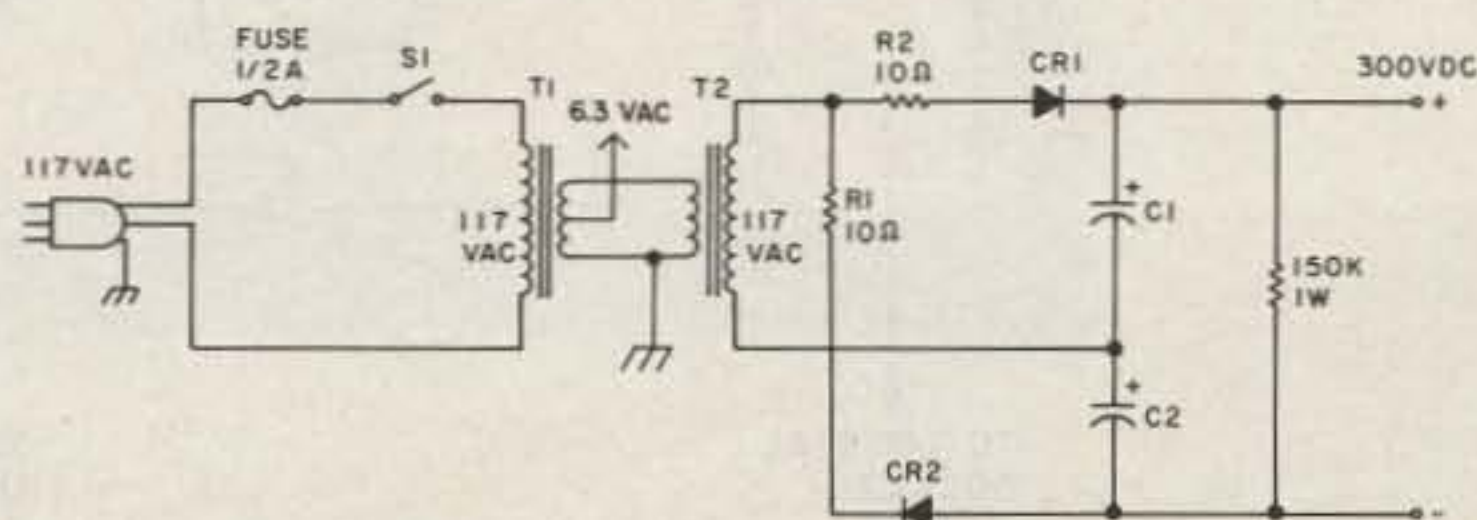 FUSE
1/2A
S1
T1
6.3 VAC
T2
R2
10Ω
CR1
300VDC
+
117VAC
117
VAC
117
VAC
R1
10Ω
+
C1
150K
1W
+
C2
CR2
-